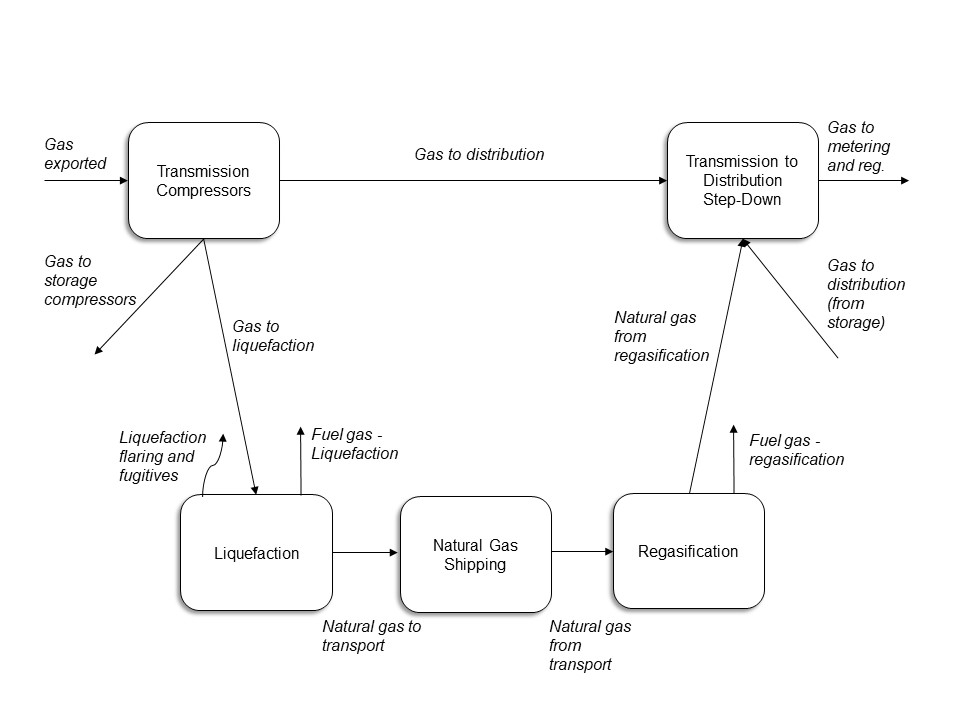 Gas
exported
Transmission
Compressors
Gas to distribution
Transmission to
Distribution
Step-Down
Gas to
metering
and reg.
Gas to
storage
compressors
Gas to
liquefaction
Natural gas
from
regasification
Gas to
distribution
(from
storage)
Liquefaction
flaring and
fugitives
Fuel gas -
Liquefaction
Fuel gas -
regasification
Liquefaction
Natural Gas
Shipping
Regasification
Natural gas to
transport
Natural gas
from
transport